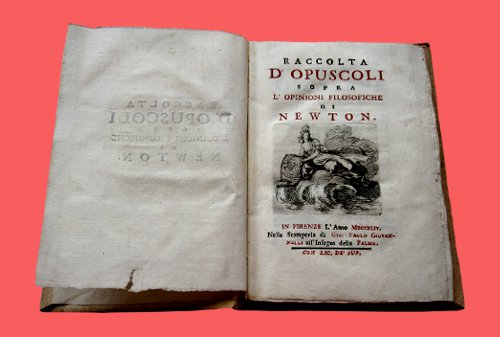 RACCOLTA
D' OPUSCOLI
SOPRA
L' OPINIONI FILOSOFICHE
DI
NEWTON.
IN FIRENZE L'Anno MDCCXLIV.
Nella Stamperia di GIO: PAOLO GIOVAN-
NELLI all' Insegna della PALMA.
CON LIC. DE' SUP.